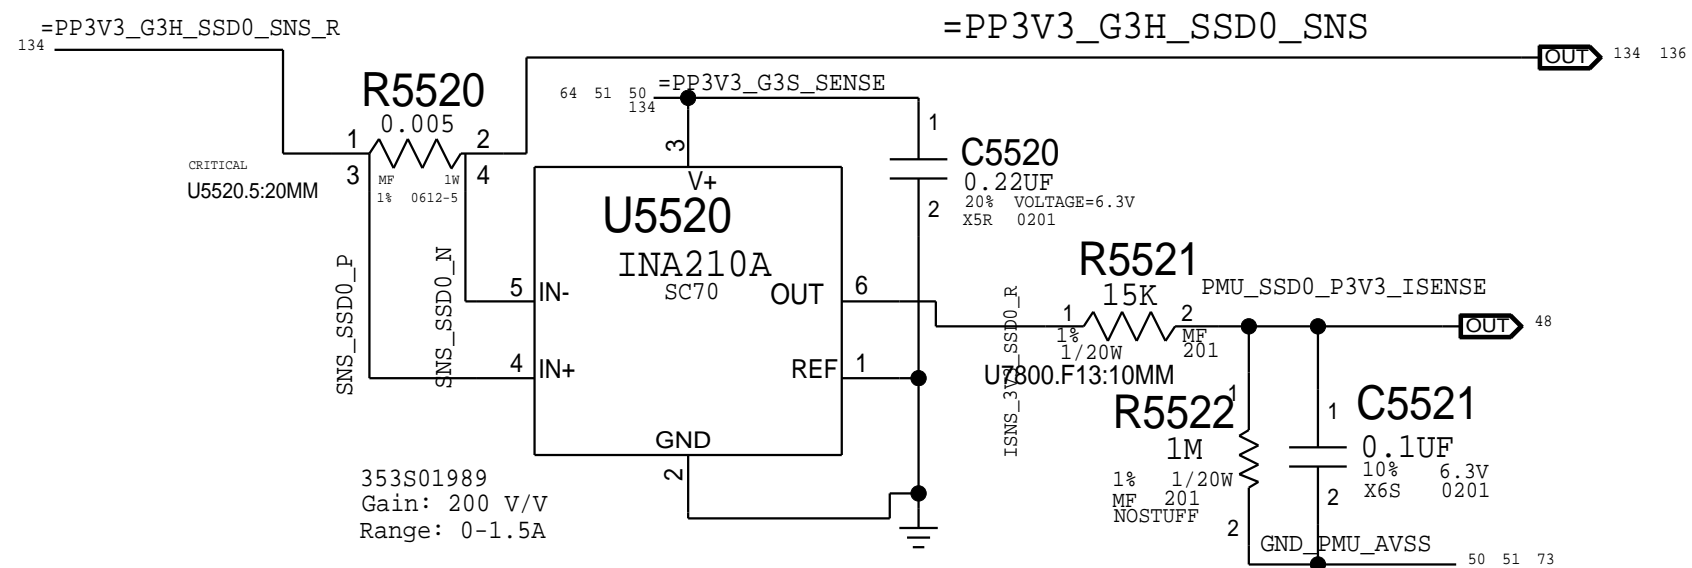 =PP3V3_G3H_SSD0_SNS_R
134
=PP3V3_G3H_SSD0_SNS
OUT 134 136
R5520
0.005
1 2
3 4
CRITICAL
U5520.5:20MM
MF 1W
1% 0612-5
64 51 50 =PP3V3_G3S_SENSE
134
3
V+
U5520
INA210A
SC70
5 IN-
OUT 6
4 IN+
REF 1
GND
2
SNS_SSD0_P
SNS_SSD0_N
1
C5520
0.22UF
2
20% VOLTAGE=6.3V
X5R 0201
R5521
15K
1 2
1% MF
1/20W 201
U7800.F13:10MM
ISNS_3V3_SSD0_R
PMU_SSD0_P3V3_ISENSE
OUT 48
1
R5522
1M
1% 1/20W
MF 201
NOSTUFF
2
1
C5521
0.1UF
10% 6.3V
X6S 0201
2
GND_PMU_AVSS
50 51 73
353S01989
Gain: 200 V/V
Range: 0-1.5A